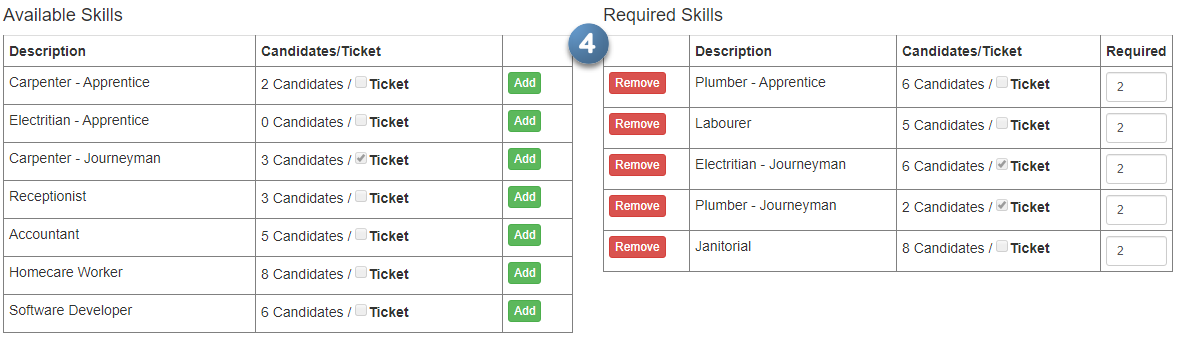 Available Skills
Description Candidates/Ticket
Carpenter - Apprentice 2 Candidates / Ticket Add
Electritian - Apprentice 0 Candidates / Ticket Add
Carpenter - Journeyman 3 Candidates / Ticket Add
Receptionist 3 Candidates / Ticket Add
Accountant 5 Candidates / Ticket Add
Homecare Worker 8 Candidates / Ticket Add
Software Developer 6 Candidates / Ticket Add
4
Required Skills
Description Candidates/Ticket Required
Remove Plumber - Apprentice 6 Candidates / Ticket 2
Remove Labourer 5 Candidates / Ticket 2
Remove Electritian - Journeyman 6 Candidates / Ticket 2
Remove Plumber - Journeyman 2 Candidates / Ticket 2
Remove Janitorial 8 Candidates / Ticket 2